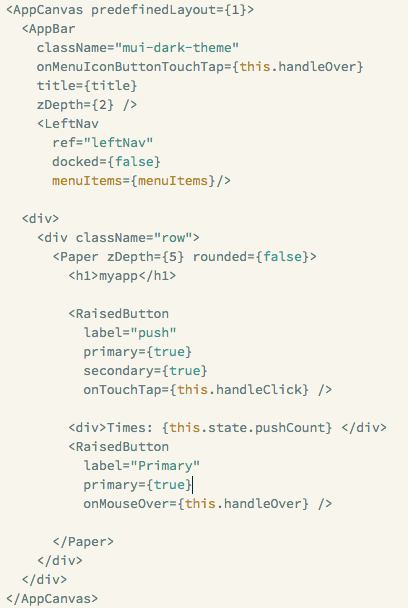 <AppCanvas predefinedLayout={1}>
  <AppBar
    className="mui-dark-theme"
    onMenuIconButtonTouchTap={this.handleOver}
    title={title}
    zDepth={2} />
    <LeftNav
      ref="leftNav"
      docked={false}
      menuItems={menuItems}/>

  <div>
    <div className="row">
      <Paper zDepth={5} rounded={false}>
        <h1>myapp</h1>

        <RaisedButton
          label="push"
          primary={true}
          secondary={true}
          onTouchTap={this.handleClick} />

        <div>Times: {this.state.pushCount} </div>
        <RaisedButton
          label="Primary"
          primary={true}
          onMouseOver={this.handleOver} />

      </Paper>
    </div>
  </div>
</AppCanvas>